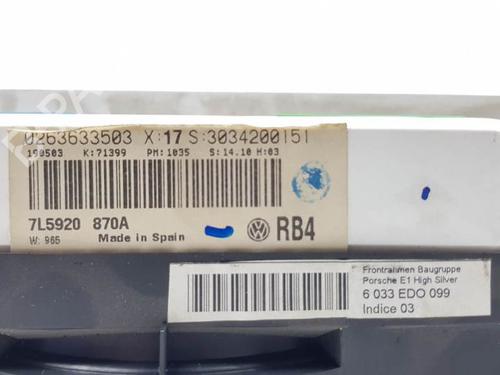 0263633503 X:17 S:3034200151
190503 K:71399 PM:1035 S:14.10 H:03
7L5920 870A
W: 965 Made in Spain RB4
Frontrahmen Baugruppe
Porsche E1 High Silver
6 033 EDO 099
Indice 03